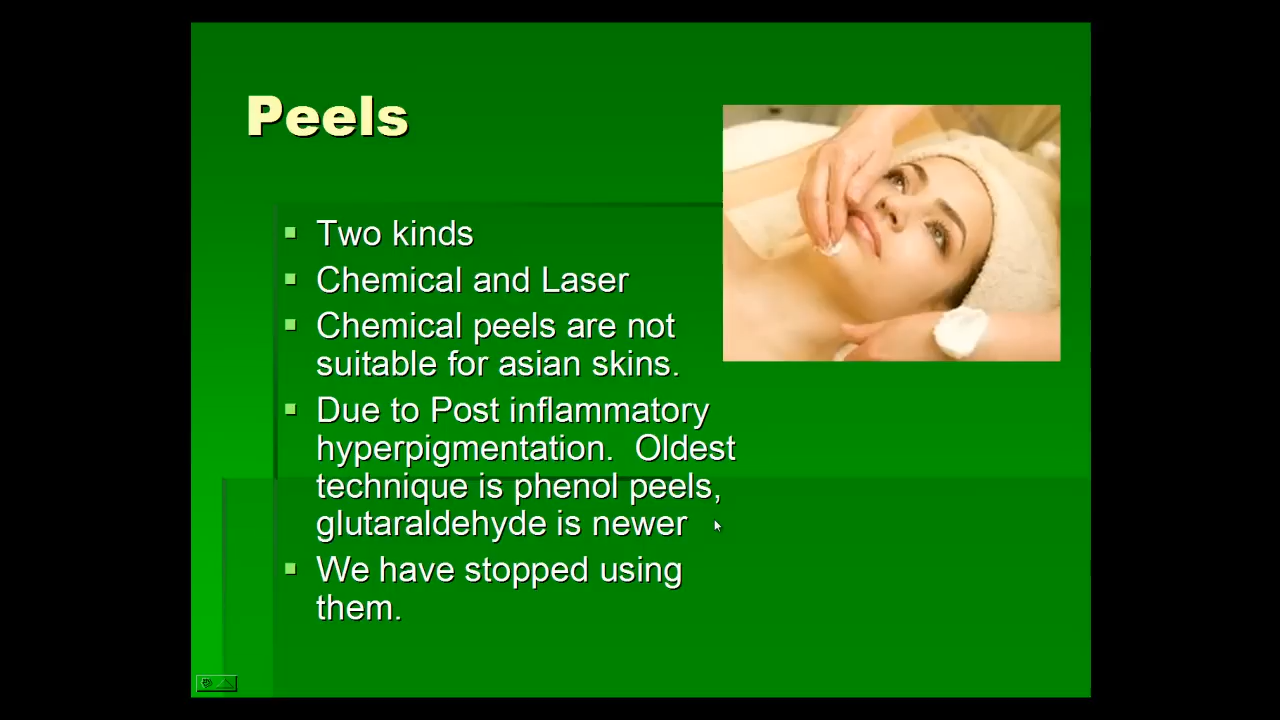 Peels
Two kinds
Chemical and Laser
Chemical peels are not
suitable for asian skins.
Due to Post inflammatory
hyperpigmentation.  Oldest
technique is phenol peels,
glutaraldehyde is newer
We have stopped using
them.